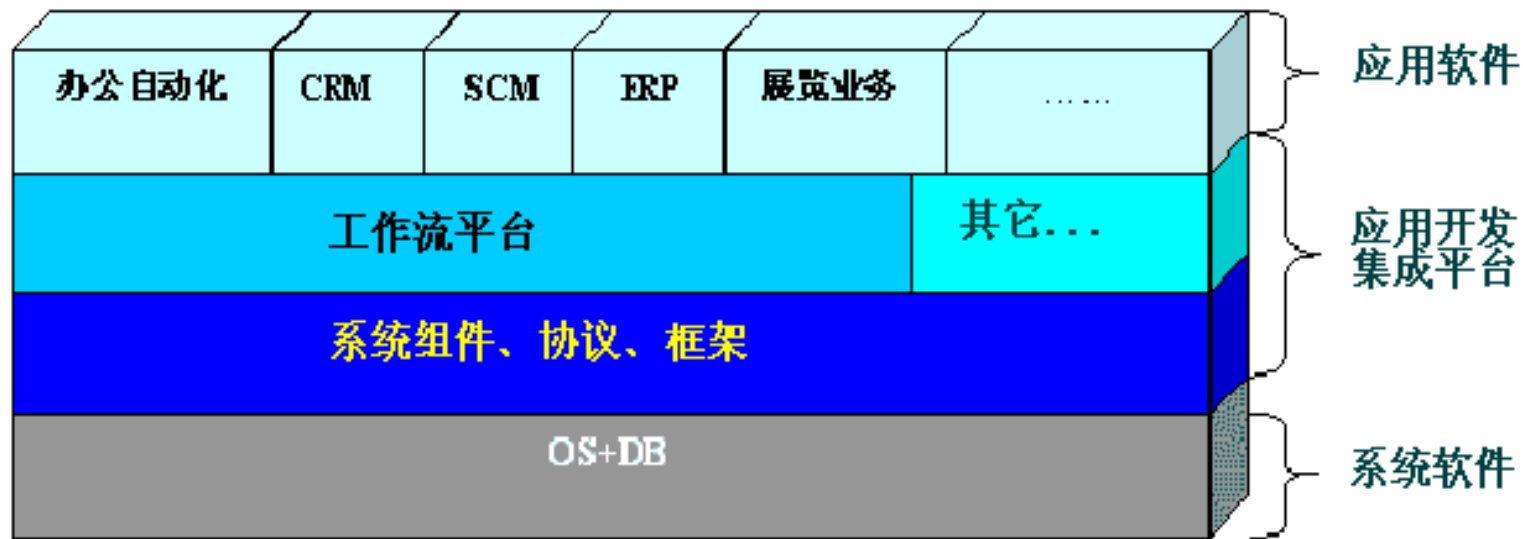 办公自动化
CRM
SCM
ERP
展览业务
……
应用软件
工作流平台
其它...
应用开发
集成平台
系统组件、协议、框架
OS+DB
系统软件